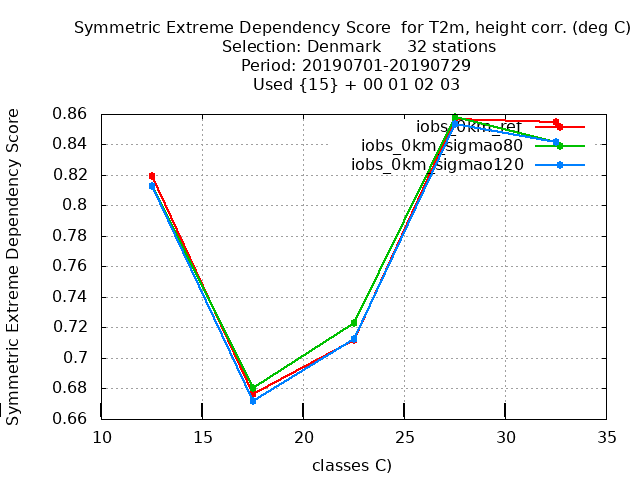 Symmetric Extreme Dependency Score for T2m, height corr. (deg C)
Selection: Denmark 32 stations
Period: 20190701-20190729
Used {15} + 00 01 02 03
Symmetric Extreme Dependency Score
0.86
0.84
0.82
0.8
0.78
0.76
0.74
0.72
0.7
0.68
0.66
iobs_0km_ref
iobs_0km_sigmao80
iobs_0km_sigmao120
10 15 20 25 30 35
classes C)